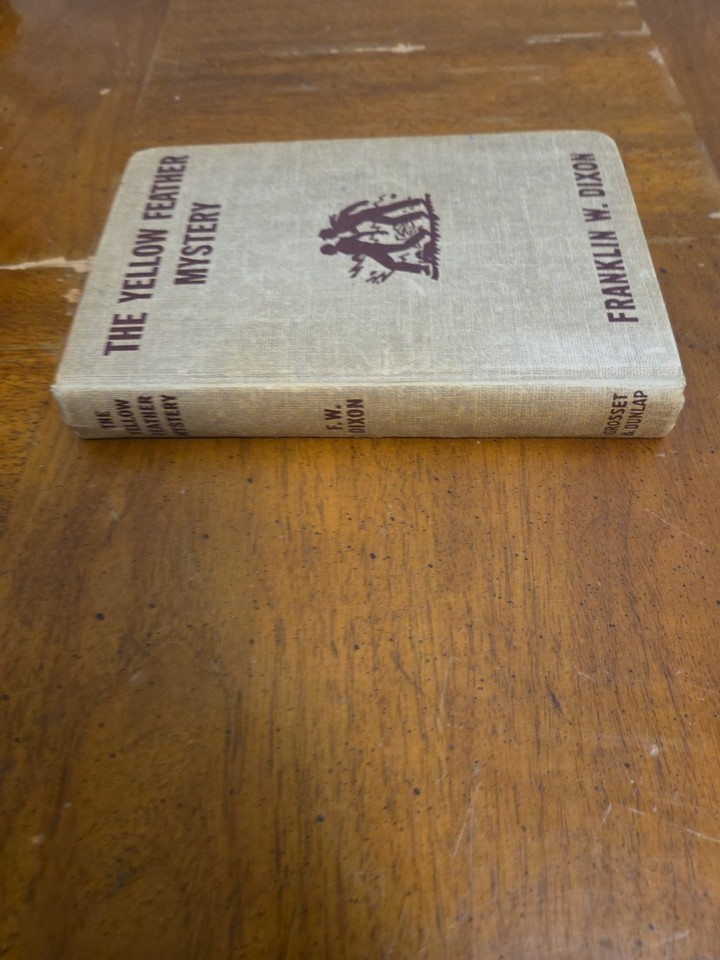 THE YELLOW FEATHER
MYSTERY
FRANKLIN W. DIXON
THE
YELLOW
FEATHER
MYSTERY
F. W.
DIXON
GROSSET
& DUNLAP